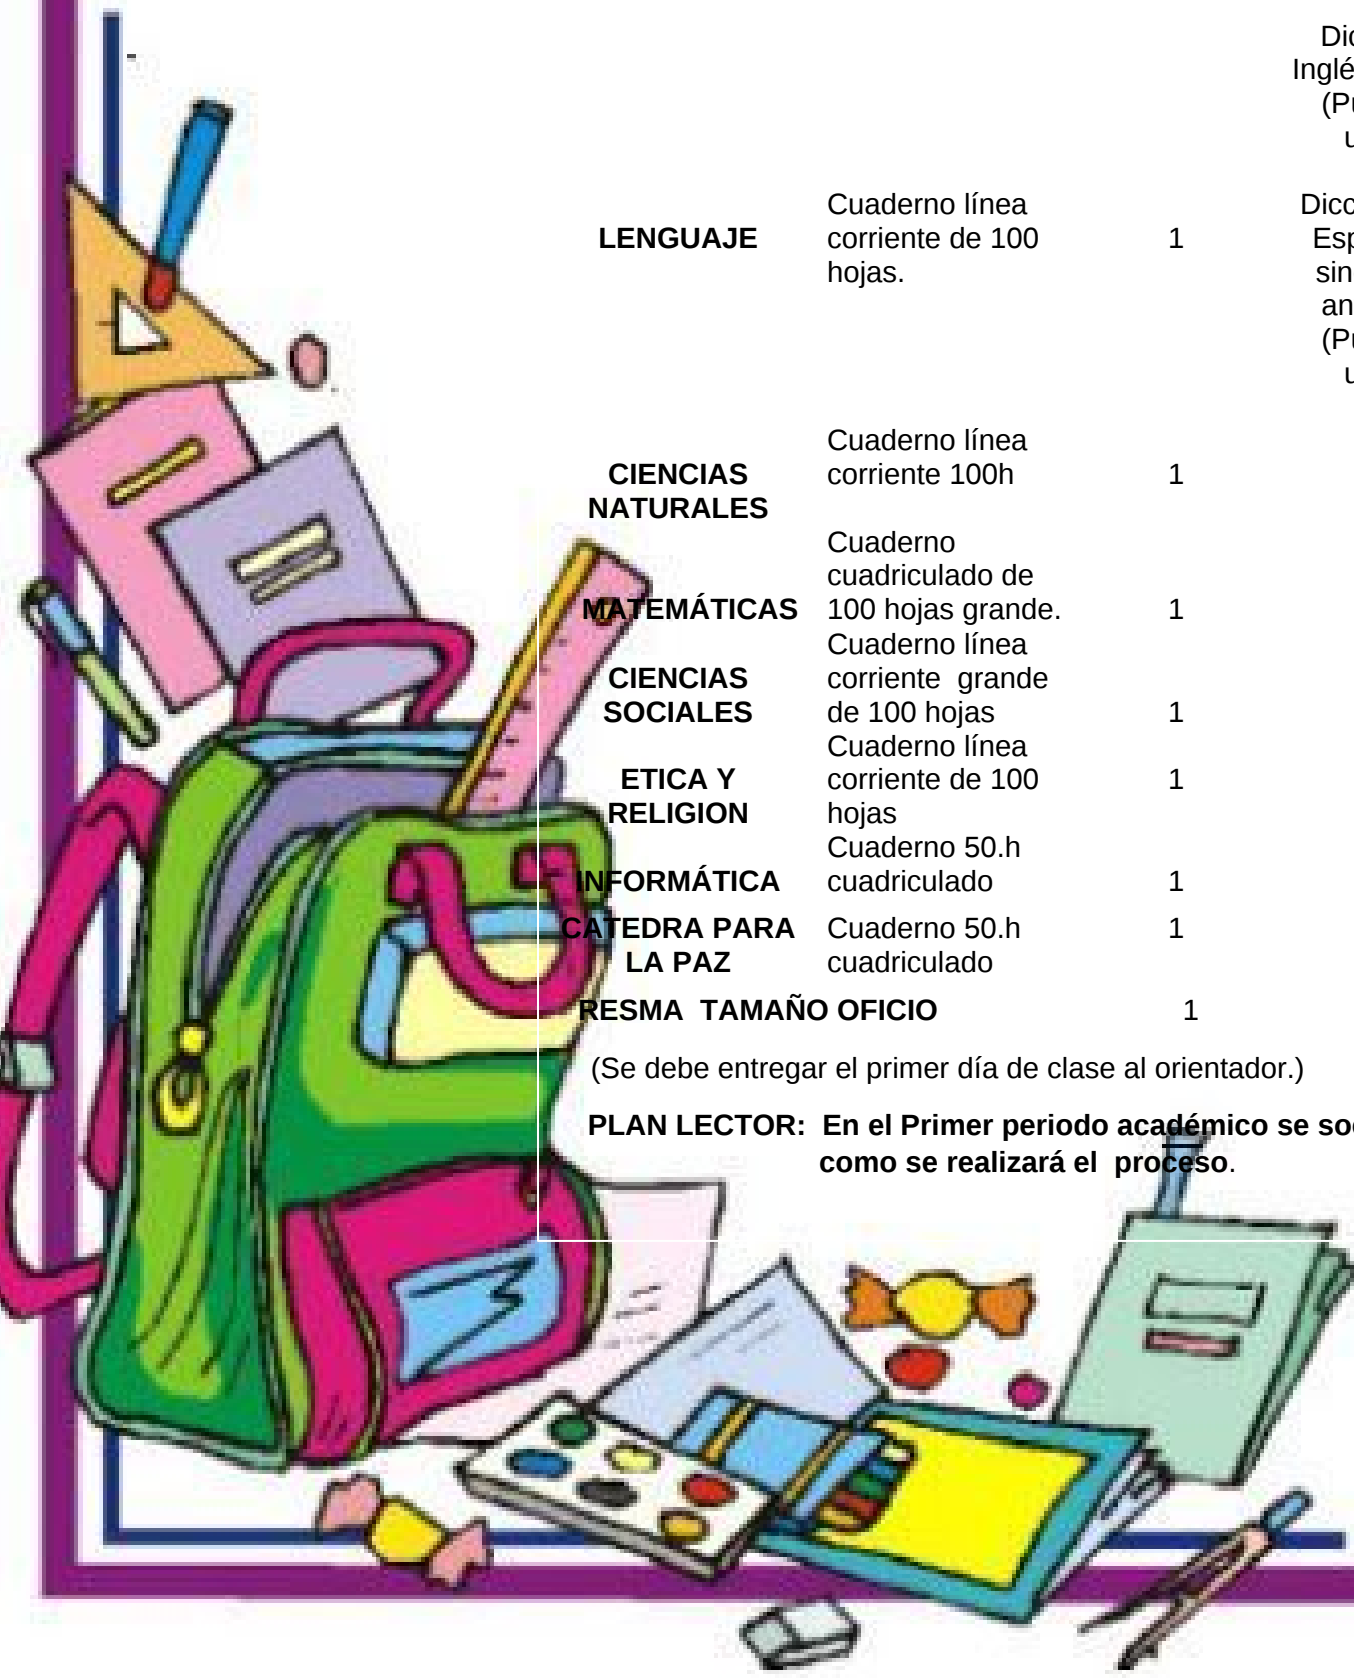 LENGUAJE
Cuaderno línea
corriente de 100
hojas.
1
CIENCIAS
NATURALES
Cuaderno línea
corriente 100h
1
MATEMÁTICAS
Cuaderno
cuadriculado de
100 hojas grande.
1
CIENCIAS
SOCIALES
Cuaderno línea
corriente grande
de 100 hojas
1
ETICA Y
RELIGION
Cuaderno línea
corriente de 100
hojas
1
INFORMÁTICA
Cuaderno 50.h
cuadriculado
1
CATEDRA PARA
LA PAZ
Cuaderno 50.h
cuadriculado
1
RESMA TAMAÑO OFICIO 1
(Se debe entregar el primer día de clase al orientador.)
PLAN LECTOR: En el Primer periodo académico se
como se realizará el proceso.